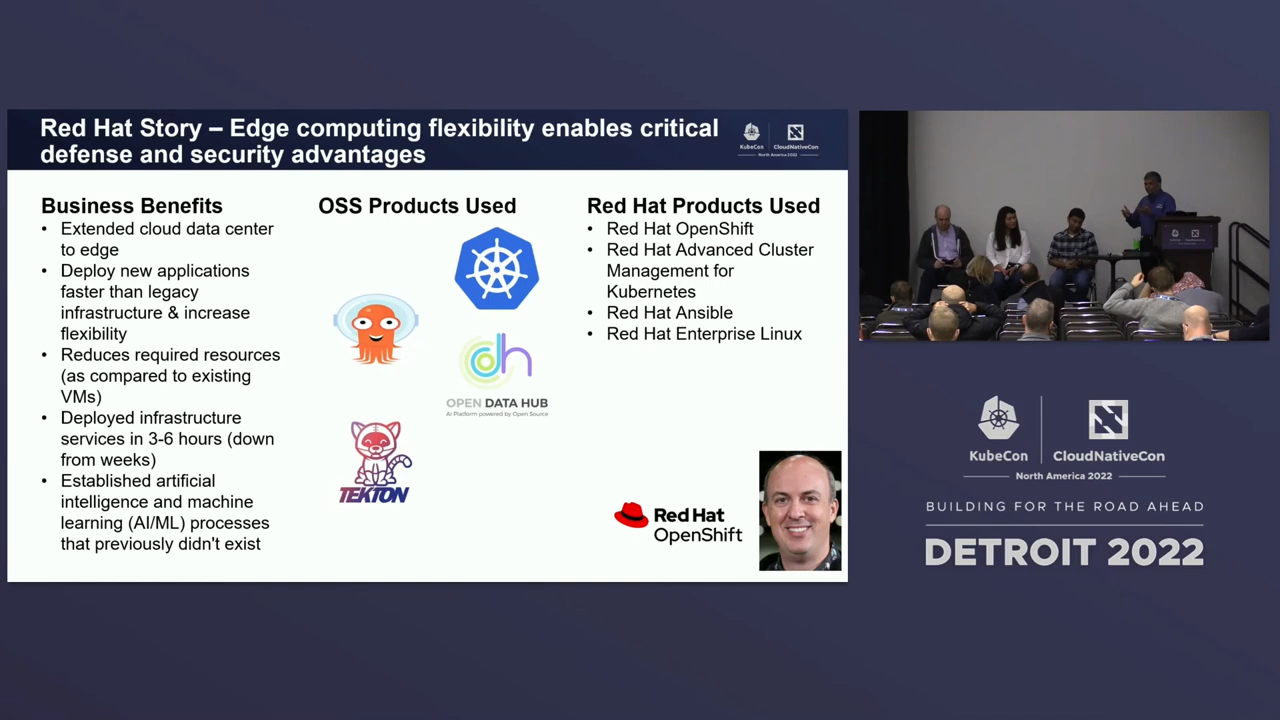 Red Hat Story – Edge computing flexibility enables critical
defense and security advantages
KubeCon
CloudNativeCon
North America 2022
Business Benefits
• Extended cloud data center
to edge
• Deploy new applications
faster than legacy
infrastructure & increase
flexibility
• Reduces required resources
(as compared to existing
VMs)
• Deployed infrastructure
services in 3-6 hours (down
from weeks)
• Established artificial
intelligence and machine
learning (AI/ML) processes
that previously didn't exist
OSS Products Used
OPEN DATA HUB
AI Platform powered by Open Source
TEKTON
Red Hat Products Used
• Red Hat OpenShift
• Red Hat Advanced Cluster
Management for
Kubernetes
• Red Hat Ansible
• Red Hat Enterprise Linux
Red Hat
OpenShift
KubeCon
CloudNativeCon
North America 2022
BUILDING FOR THE ROAD AHEAD
DETROIT 2022